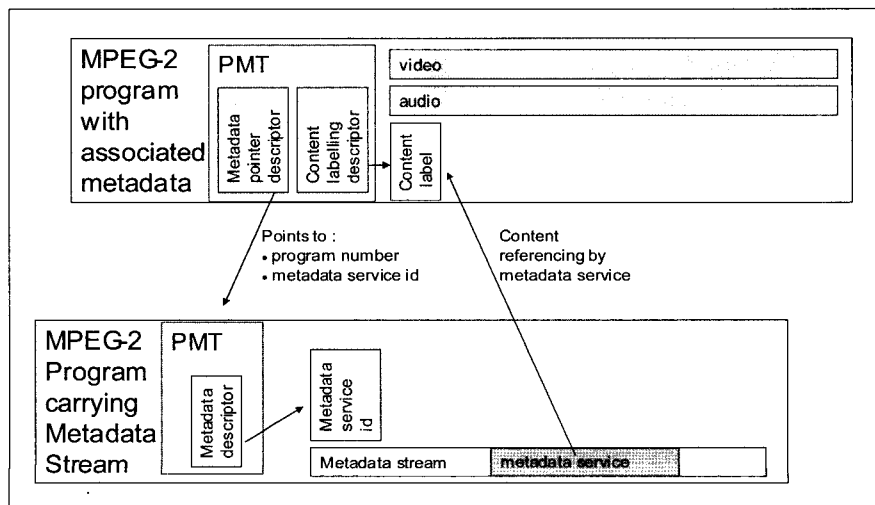 MPEG-2
program
with
associated
metadata
PMT
Metadata
pointer
descriptor
Content
labelling
descriptor
video
audio
Content
label
Points to :
• program number
• metadata service id
Content
referencing by
metadata service
MPEG-2
Program
carrying
Metadata
Stream
PMT
Metadata
descriptor
Metadata
service
id
Metadata stream
metadata service